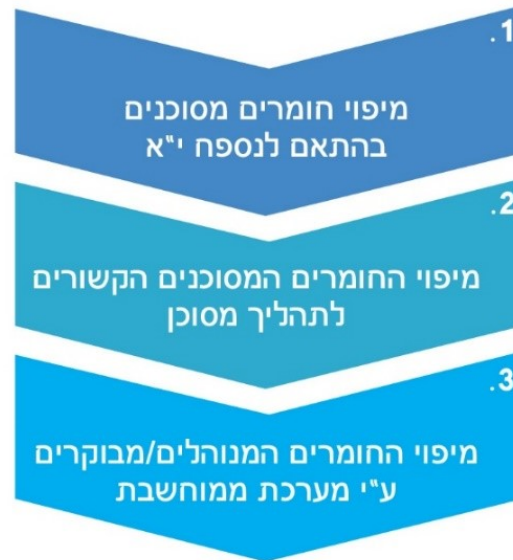 1.
מיפוי חומרים מסוכנים
בהתאם לנספח י"א
2.
מיפוי החומרים המסוכנים הקשורים
לתהליך מסוכן
3.
מיפוי החומרים המנוהלים/מבוקרים
ע"י מערכת ממוחשבת